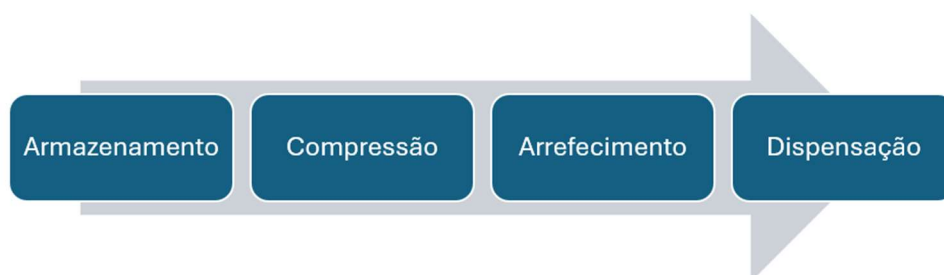 Armazenamento
Compressão
Arrefecimento
Dispensação